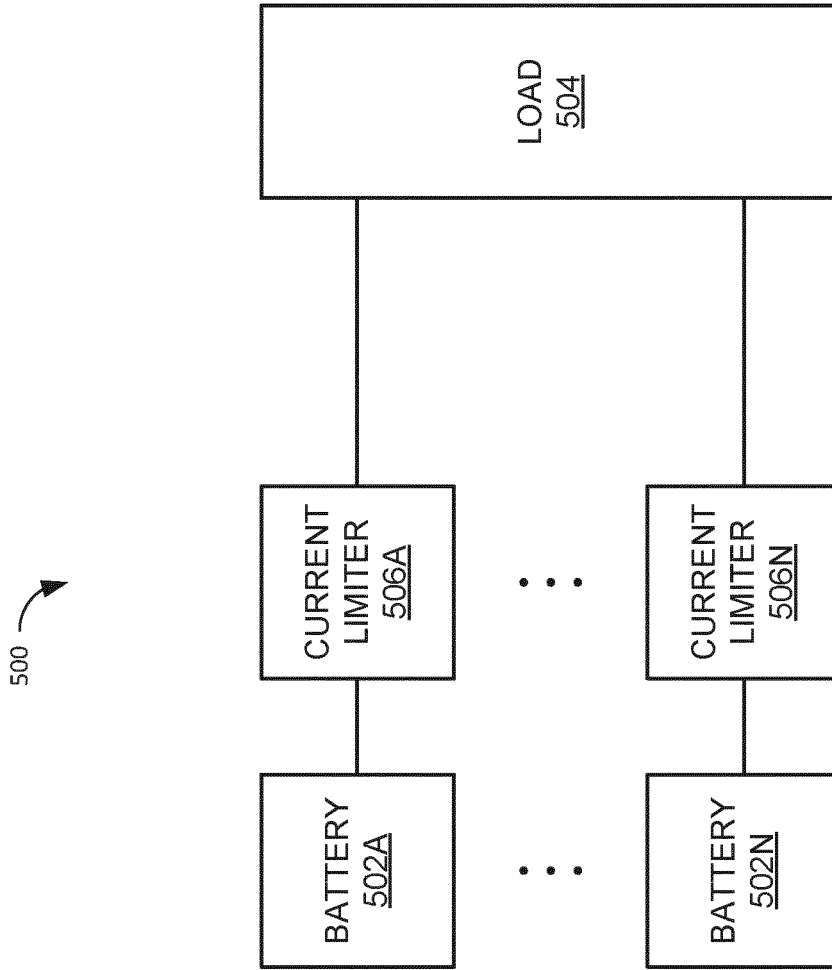 500
BATTERY
502A
CURRENT
LIMITER
506A
LOAD
504
BATTERY
502N
CURRENT
LIMITER
506N